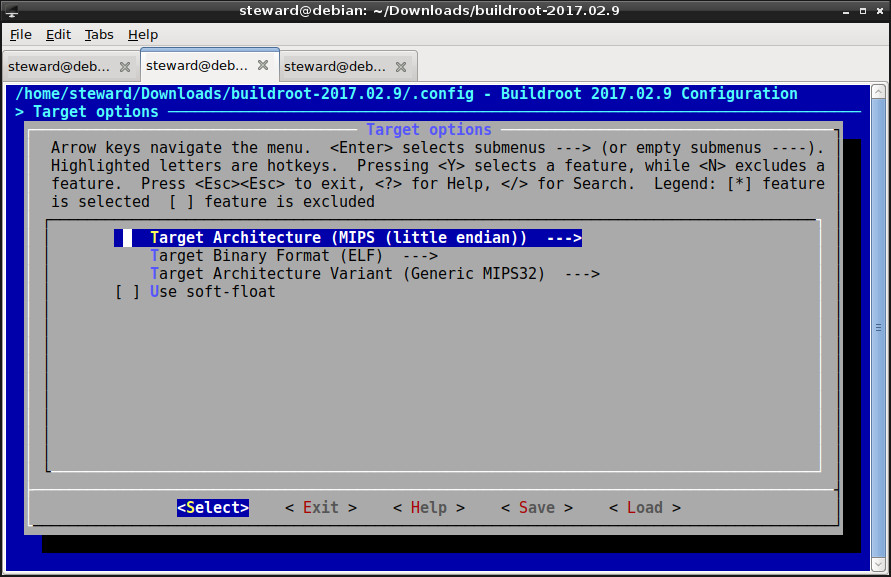 steward@debian: ~/Downloads/buildroot-2017.02.9
File Edit Tabs Help
steward@deb... steward@deb... steward@deb...
/home/steward/Downloads/buildroot-2017.02.9/.config - Buildroot 2017.02.9 Configuration
> Target options
Target options
Arrow keys navigate the menu. <Enter> selects submenus ---> (or empty submenus ----).
Highlighted letters are hotkeys. Pressing <Y> selects a feature, while <N> excludes a
feature. Press <Esc><Esc> to exit, <?> for Help, </> for Search. Legend: [*] feature
is selected [ ] feature is excluded
Target Architecture (MIPS (little endian)) --->
Target Binary Format (ELF) --->
Target Architecture Variant (Generic MIPS32) --->
[ ] Use soft-float
<Select> < Exit > < Help > < Save > < Load >